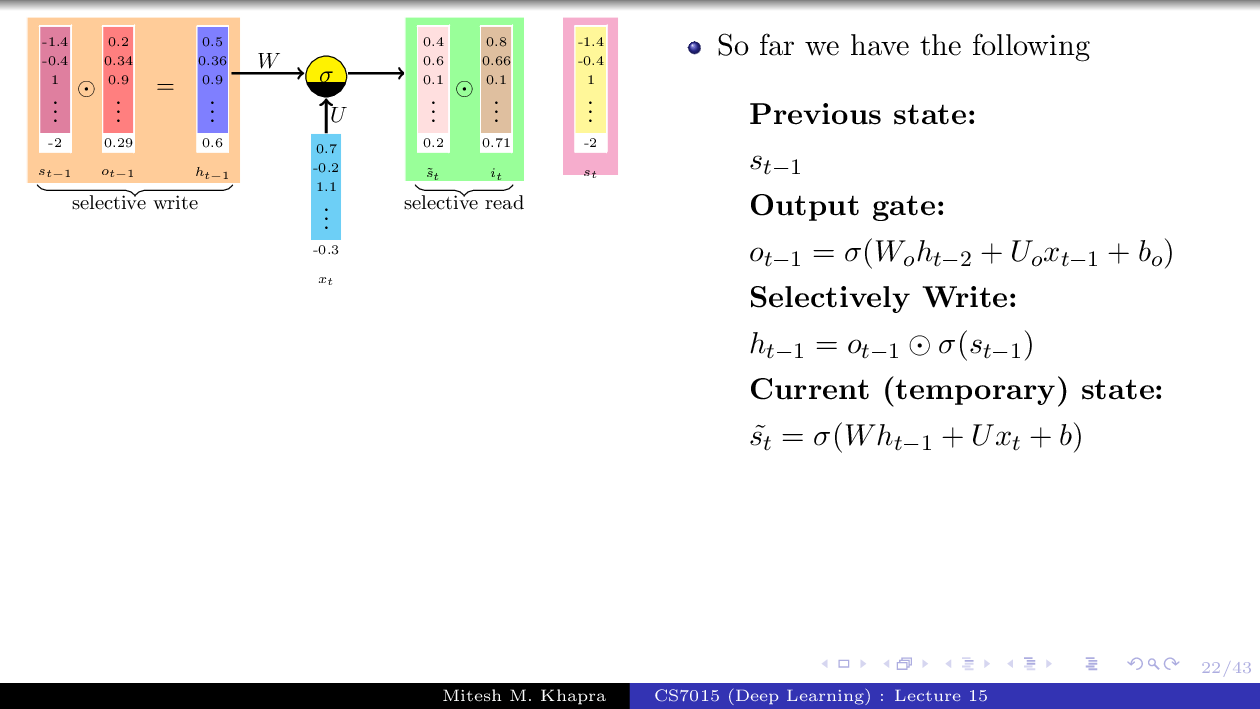 -1.4 0.2 0.5 W 0.4 0.8 -1.4
-0.4 0.34 0.36 σ 0.6 0.66 -0.4
1 ⊙ 0.9 = 0.9 0.1 ⊙ 0.1 1
⋮ ⋮ ⋮ U ⋮ ⋮ ⋮
-2 0.29 0.6 0.2 0.71 -2
s_{t−1} o_{t−1} h_{t−1} s̃_t i_t s_t
selective write selective read
0.7
-0.2
1.1
⋮
-0.3
x_t
So far we have the following
Previous state:
s_{t−1}
Output gate:
o_{t−1} = σ(W_o h_{t−2} + U_o x_{t−1} + b_o)
Selectively Write:
h_{t−1} = o_{t−1} ⊙ σ(s_{t−1})
Current (temporary) state:
s̃_t = σ(W h_{t−1} + U x_t + b)
22/43
Mitesh M. Khapra CS7015 (Deep Learning) : Lecture 15